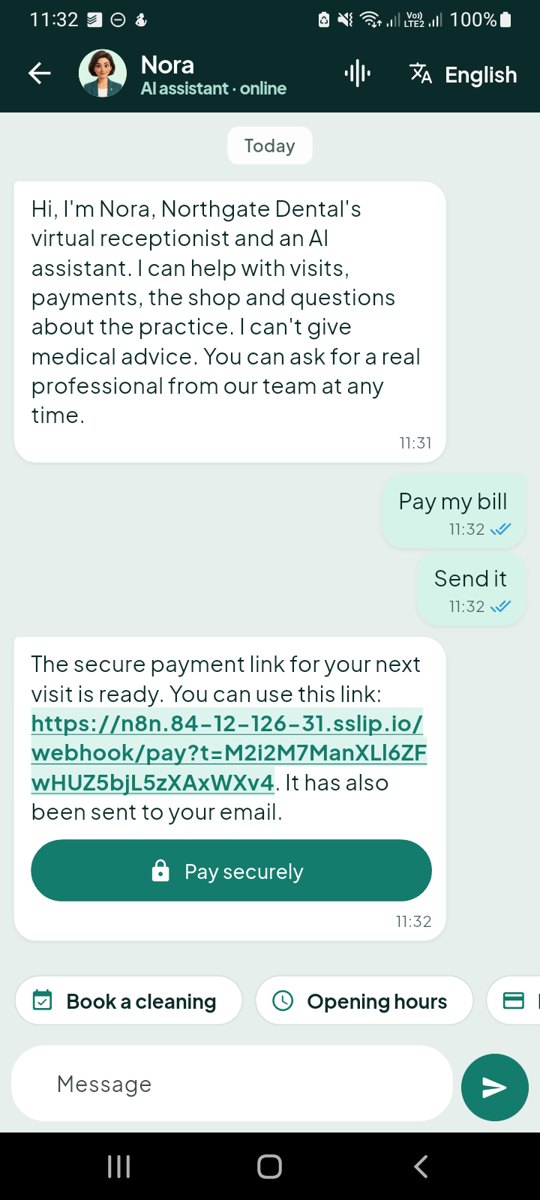 11:32
Vo))
LTE2
100%
Nora
AI assistant · online
English
Today
Hi, I'm Nora, Northgate Dental's
virtual receptionist and an AI
assistant. I can help with visits,
payments, the shop and questions
about the practice. I can't give
medical advice. You can ask for a real
professional from our team at any
time.
11:31
Pay my bill
11:32
Send it
11:32
The secure payment link for your next
visit is ready. You can use this link:
https://n8n.84-12-126-31.sslip.io/
webhook/pay?t=M2i2M7ManXLl6ZF
wHUZ5bjL5zXAxWXv4. It has also
been sent to your email.
Pay securely
11:32
Book a cleaning
Opening hours
Message